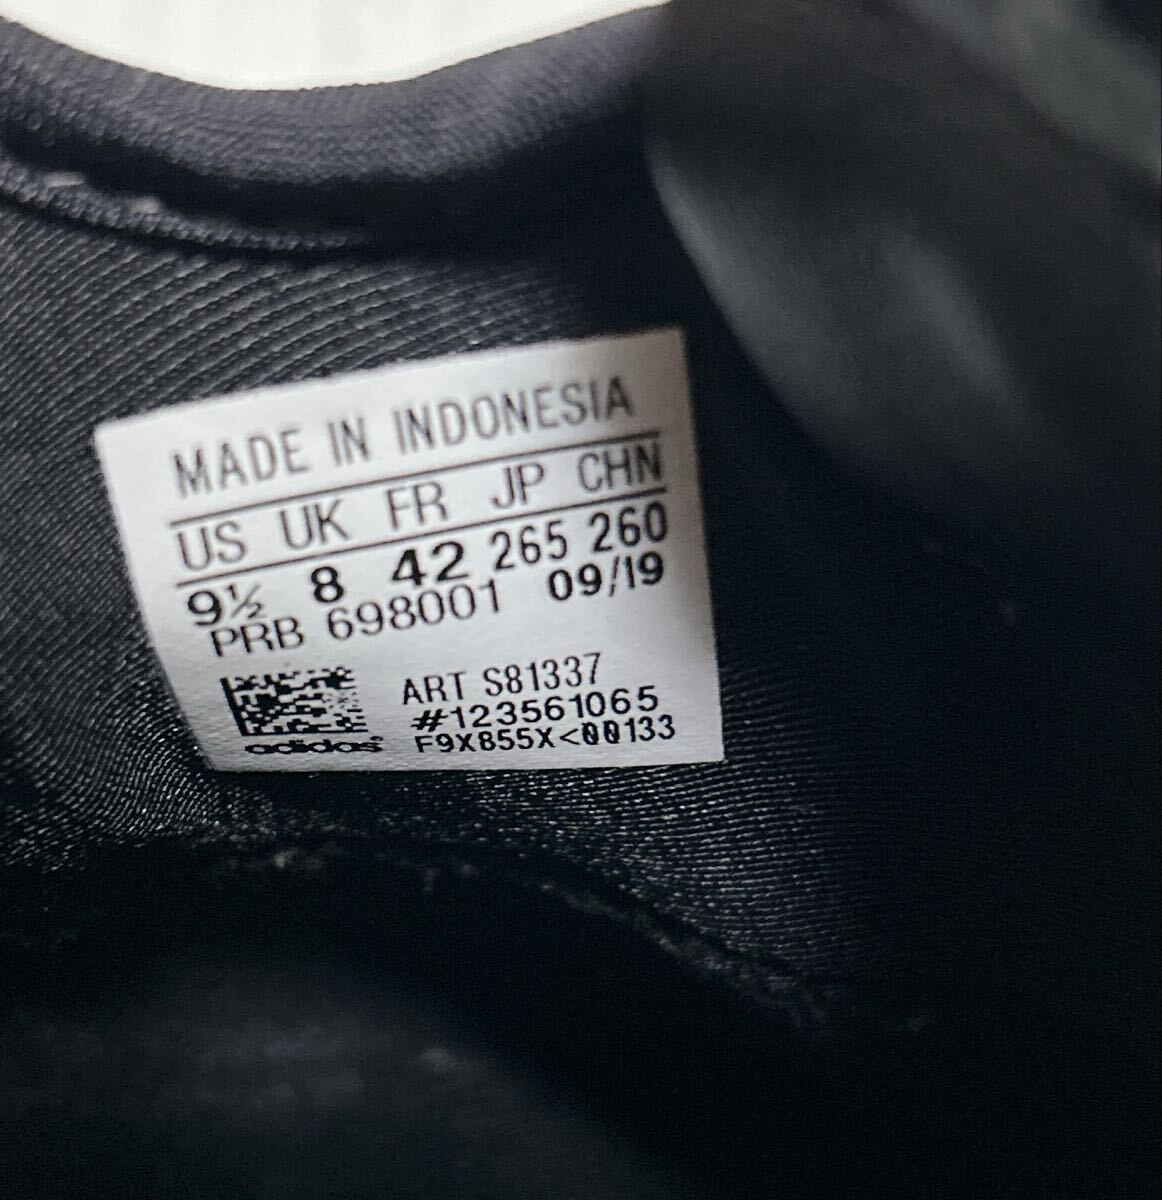 MADE IN INDONESIA
US UK FR JP CHN
9½ 8 42 265 260
PRB 698001 09/19
ART S81337
#123561065
adidas F9X855X<00133